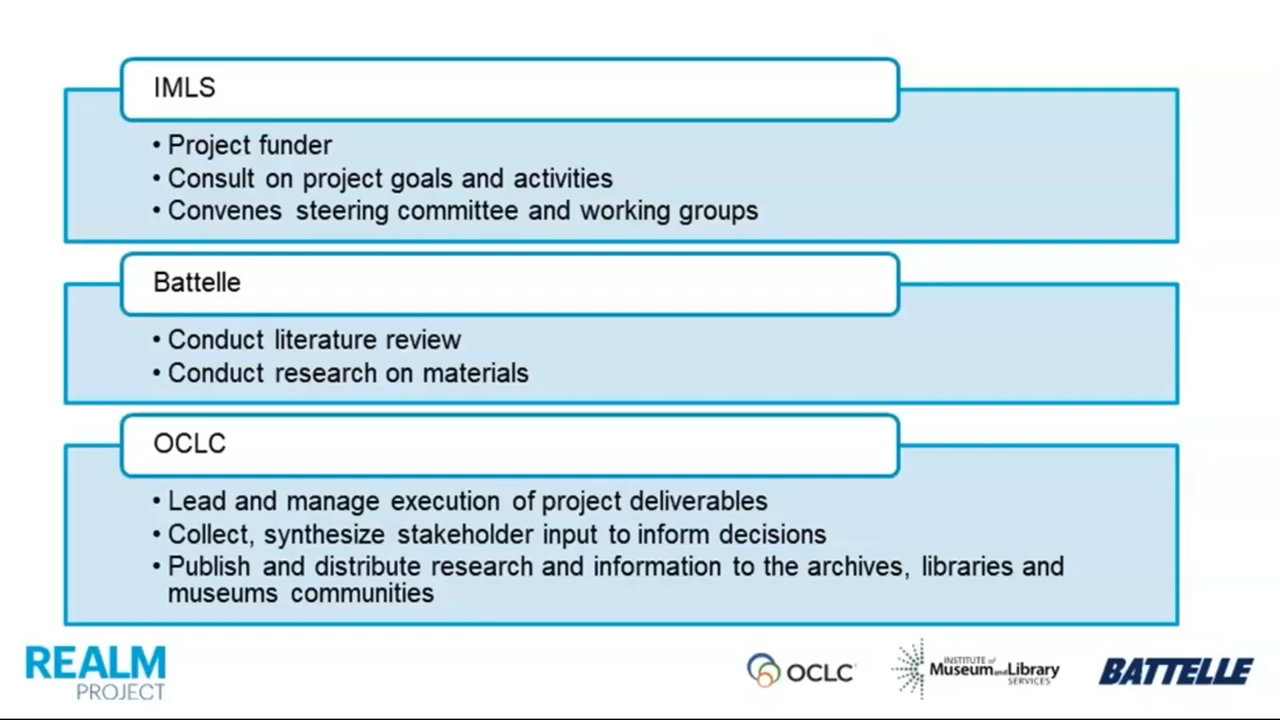 IMLS
• Project funder
• Consult on project goals and activities
• Convenes steering committee and working groups
Battelle
• Conduct literature review
• Conduct research on materials
OCLC
• Lead and manage execution of project deliverables
• Collect, synthesize stakeholder input to inform decisions
• Publish and distribute research and information to the archives, libraries and
museums communities
REALM
PROJECT
OCLC
INSTITUTE of
Museum and Library
SERVICES
BATTELLE